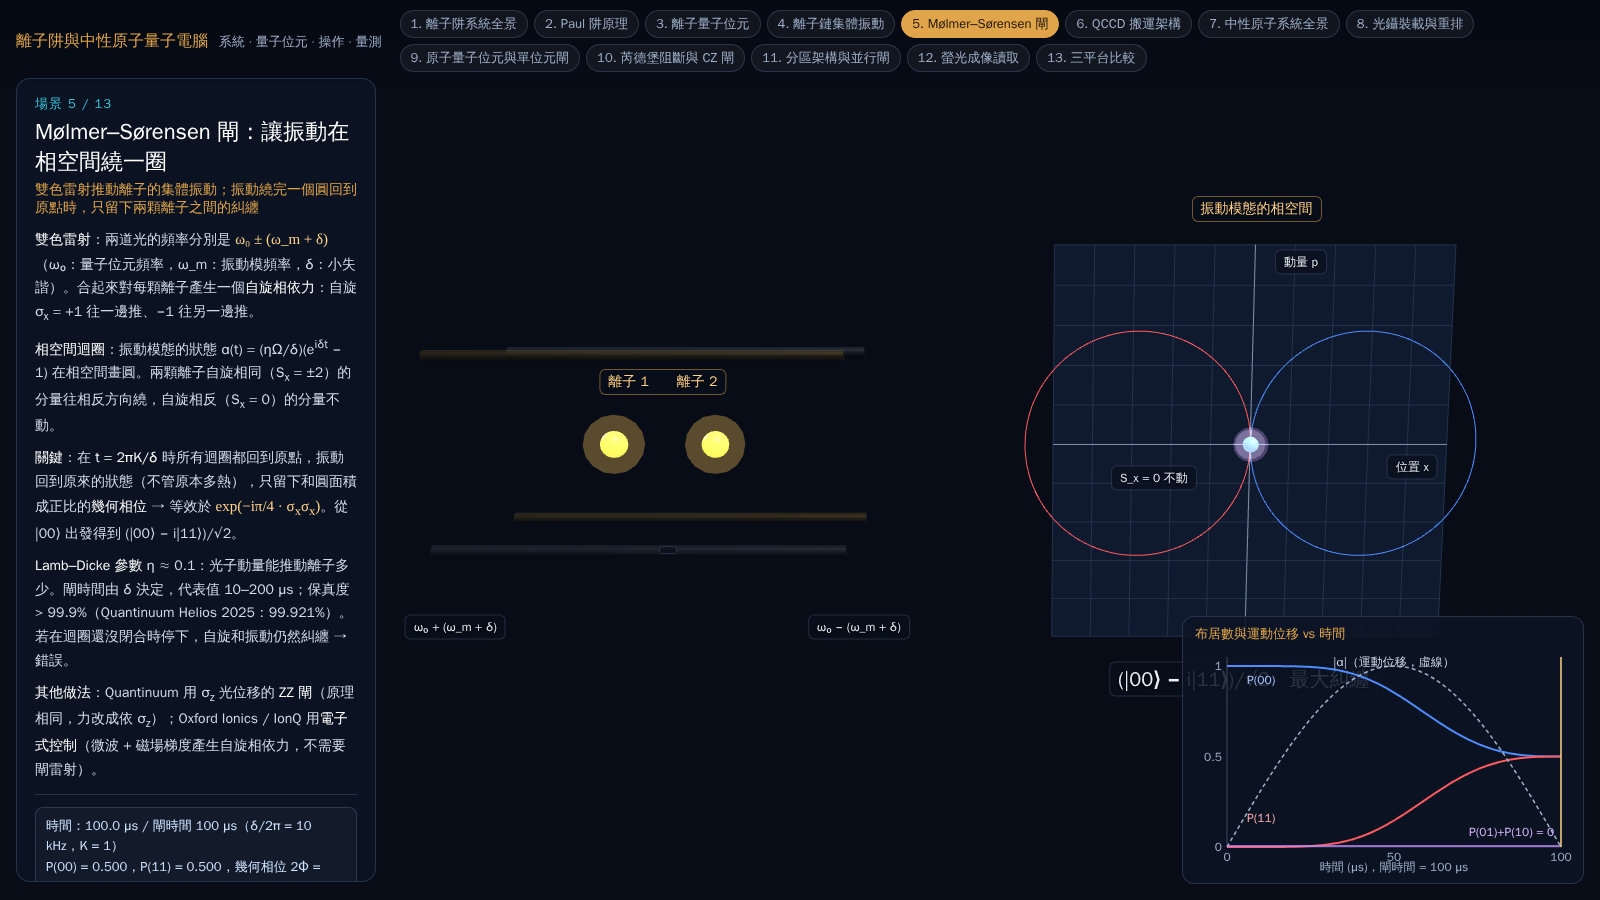 離子阱與中性原子量子電腦 系統 · 量子位元 · 操作 · 量測
1. 離子阱系統全景
2. Paul 阱原理
3. 離子量子位元
4. 離子鏈集體振動
5. Mølmer–Sørensen 閘
6. QCCD 搬運架構
7. 中性原子系統全景
8. 光鑷裝載與重排
9. 原子量子位元與單位元閘
10. 芮德堡阻斷與 CZ 閘
11. 分區架構與並行閘
12. 螢光成像讀取
13. 三平台比較
場景 5 / 13
Mølmer–Sørensen 閘：讓振動在
相空間繞一圈
雙色雷射推動離子的集體振動；振動繞完一個圓回到
原點時，只留下兩顆離子之間的糾纏
雙色雷射：兩道光的頻率分別是 ω₀ ± (ω_m + δ)
（ω₀：量子位元頻率，ω_m：振動模頻率，δ：小失
諧）。合起來對每顆離子產生一個自旋相依力：自旋
σx = +1 往一邊推、−1 往另一邊推。
相空間迴圈：振動模態的狀態 α(t) = (ηΩ/δ)(e^iδt −
1) 在相空間畫圓。兩顆離子自旋相同（Sx = ±2）的
分量往相反方向繞，自旋相反（Sx = 0）的分量不
動。
關鍵：在 t = 2πK/δ 時所有迴圈都回到原點，振動
回到原來的狀態（不管原本多熱），只留下和圓面積
成正比的幾何相位 → 等效於 exp(−iπ/4 · σxσx)。從
|00⟩ 出發得到 (|00⟩ − i|11⟩)/√2。
Lamb–Dicke 參數 η ≈ 0.1：光子動量能推動離子多
少。閘時間由 δ 決定，代表值 10–200 μs；保真度
> 99.9%（Quantinuum Helios 2025：99.921%）。
若在迴圈還沒閉合時停下，自旋和振動仍然糾纏 →
錯誤。
其他做法：Quantinuum 用 σz 光位移的 ZZ 閘（原理
相同，力改成依 σz）；Oxford Ionics / IonQ 用電子
式控制（微波 + 磁場梯度產生自旋相依力，不需要
閘雷射）。
時間：100.0 μs / 閘時間 100 μs（δ/2π = 10
kHz，K = 1）
P(00) = 0.500，P(11) = 0.500，幾何相位 2Φ =
離子 1 離子 2
ω₀ + (ω_m + δ)
ω₀ − (ω_m + δ)
振動模態的相空間
動量 p
位置 x
S_x = 0 不動
(|00⟩ − i|11⟩)/√2 最大糾纏
布居數與運動位移 vs 時間
|α|（運動位移，虛線）
P(00)
P(11)
P(01)+P(10) = 0
1
0.5
0
0 50 100
時間 (μs)，閘時間 = 100 μs